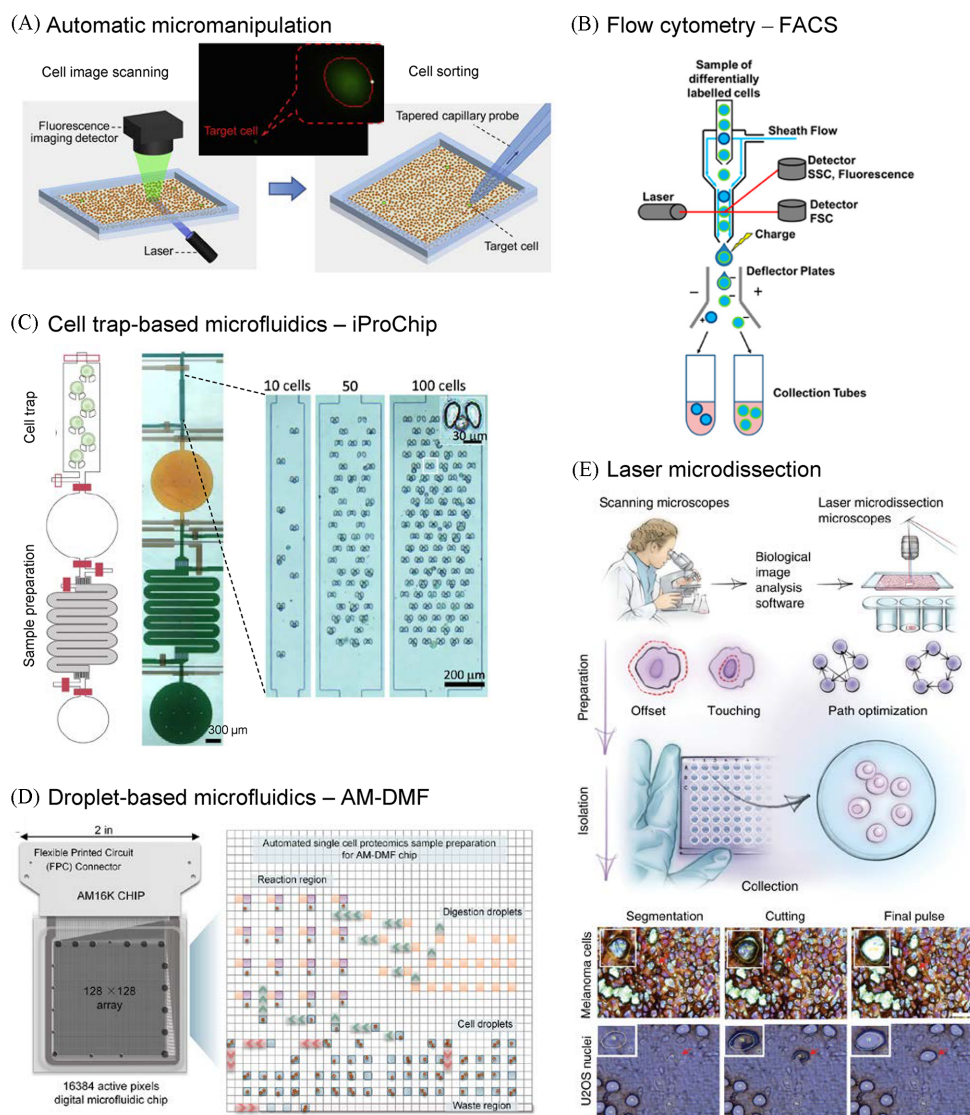 (A) Automatic micromanipulation
Cell image scanning
Cell sorting
Fluorescence
imaging detector
Target cell
Tapered capillary probe
Laser
Target cell
(B) Flow cytometry – FACS
Sample of
differentially
labelled cells
Sheath Flow
Detector
SSC, Fluorescence
Laser
Detector
FSC
Charge
Deflector Plates
– +
– – + –
Collection Tubes
(C) Cell trap-based microfluidics – iProChip
Cell trap
Sample preparation
300 µm
10 cells
50
100 cells
30 µm
200 µm
(D) Droplet-based microfluidics – AM-DMF
2 in
Flexible Printed Circuit
(FPC) Connector
AM16K CHIP
128 × 128
array
16384 active pixels
digital microfluidic chip
Automated single cell proteomics sample preparation
for AM-DMF chip
Reaction region
Digestion droplets
Cell droplets
Waste region
(E) Laser microdissection
Scanning microscopes
Laser microdissection
microscopes
Biological
image
analysis
software
Preparation
Offset
Touching
Path optimization
Isolation
A
B
C
Collection
Segmentation
Cutting
Final pulse
Melanoma cells
U2OS nuclei